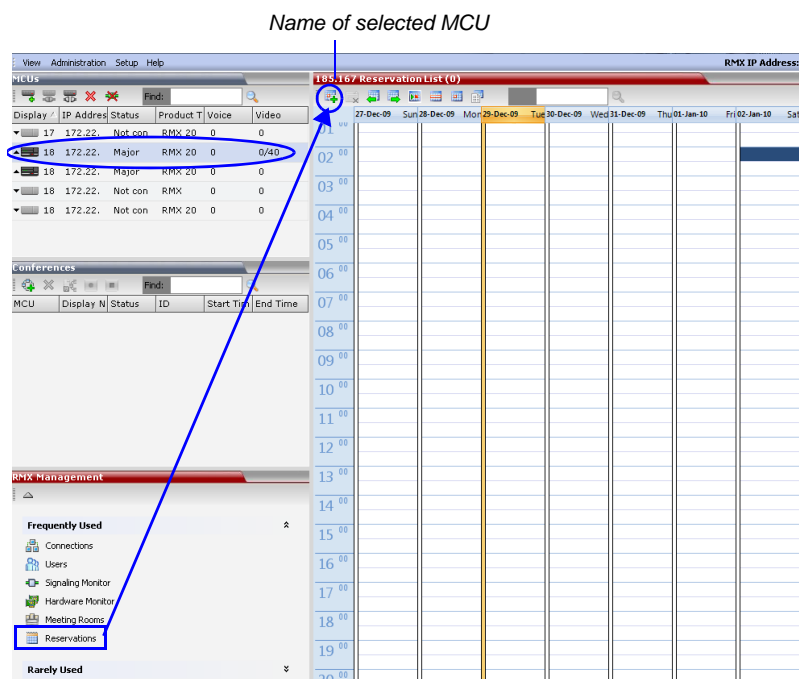 Name of selected MCU
View Administration Setup Help RMX IP Address:
MCUs
Find:
Display IP Addres Status Product T Voice Video
17 172.22. Not con RMX 20 0 0
18 172.22. Major RMX 20 0 0/40
18 172.22. Major RMX 20 0 0
18 172.22. Not con RMX 0 0
18 172.22. Not con RMX 20 0 0
Conferences
Find:
MCU Display N Status ID Start Tim End Time
RMX Management
Frequently Used
Connections
Users
Signaling Monitor
Hardware Monitor
Meeting Rooms
Reservations
Rarely Used
185.167 Reservation List (0)
27-Dec-09 Sun 28-Dec-09 Mon 29-Dec-09 Tue 30-Dec-09 Wed 31-Dec-09 Thu 01-Jan-10 Fri 02-Jan-10 Sat
01 00
02 00
03 00
04 00
05 00
06 00
07 00
08 00
09 00
10 00
11 00
12 00
13 00
14 00
15 00
16 00
17 00
18 00
19 00
20 00